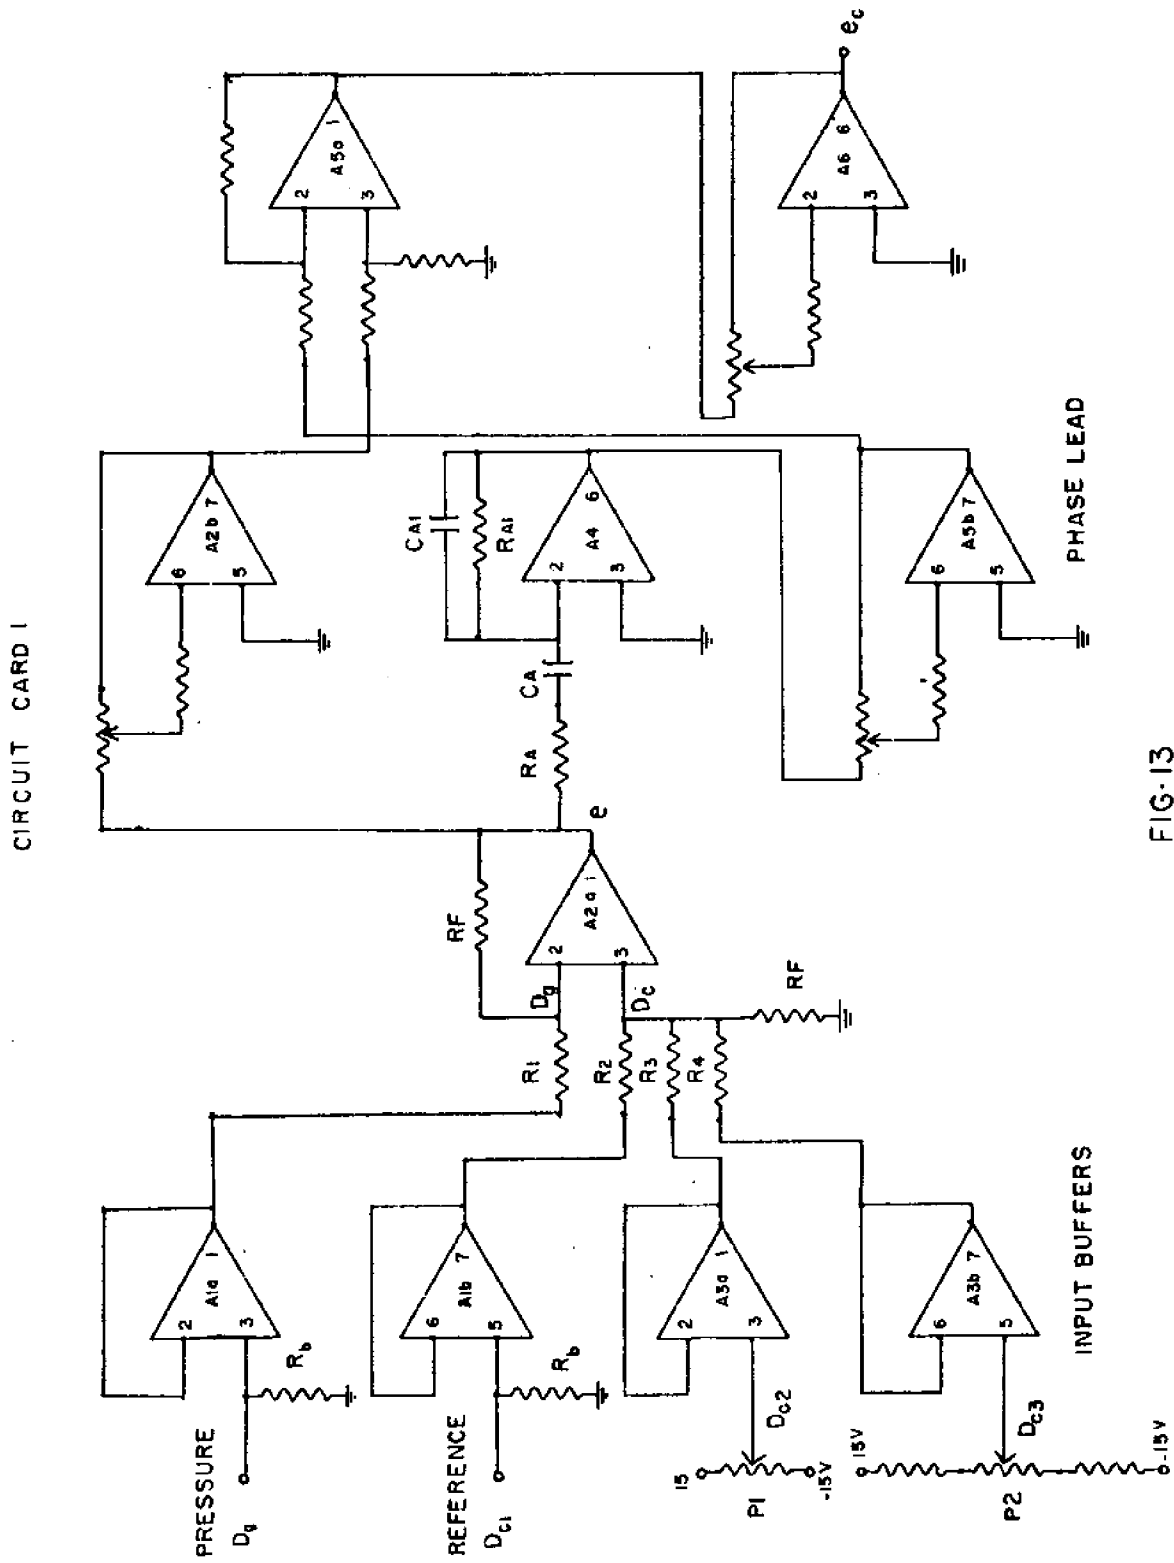 CIRCUIT CARD 1
PRESSURE
Dg
Rb
2
3
A1a
1
REFERENCE
Dc1
Rb
6
5
A1b
7
15
P1
-15V
Dc2
2
3
A3a
1
15V
P2
-15V
Dc3
6
5
A3b
7
INPUT BUFFERS
R1
R2
R3
R4
RF
Dg
Dc
RF
2
3
A2a
1
e
6
5
A2b
7
RA
CA
CA1
RA1
2
3
A4
6
6
5
A5b
7
PHASE LEAD
2
3
A5a
1
2
3
A6
6
ec
FIG-13